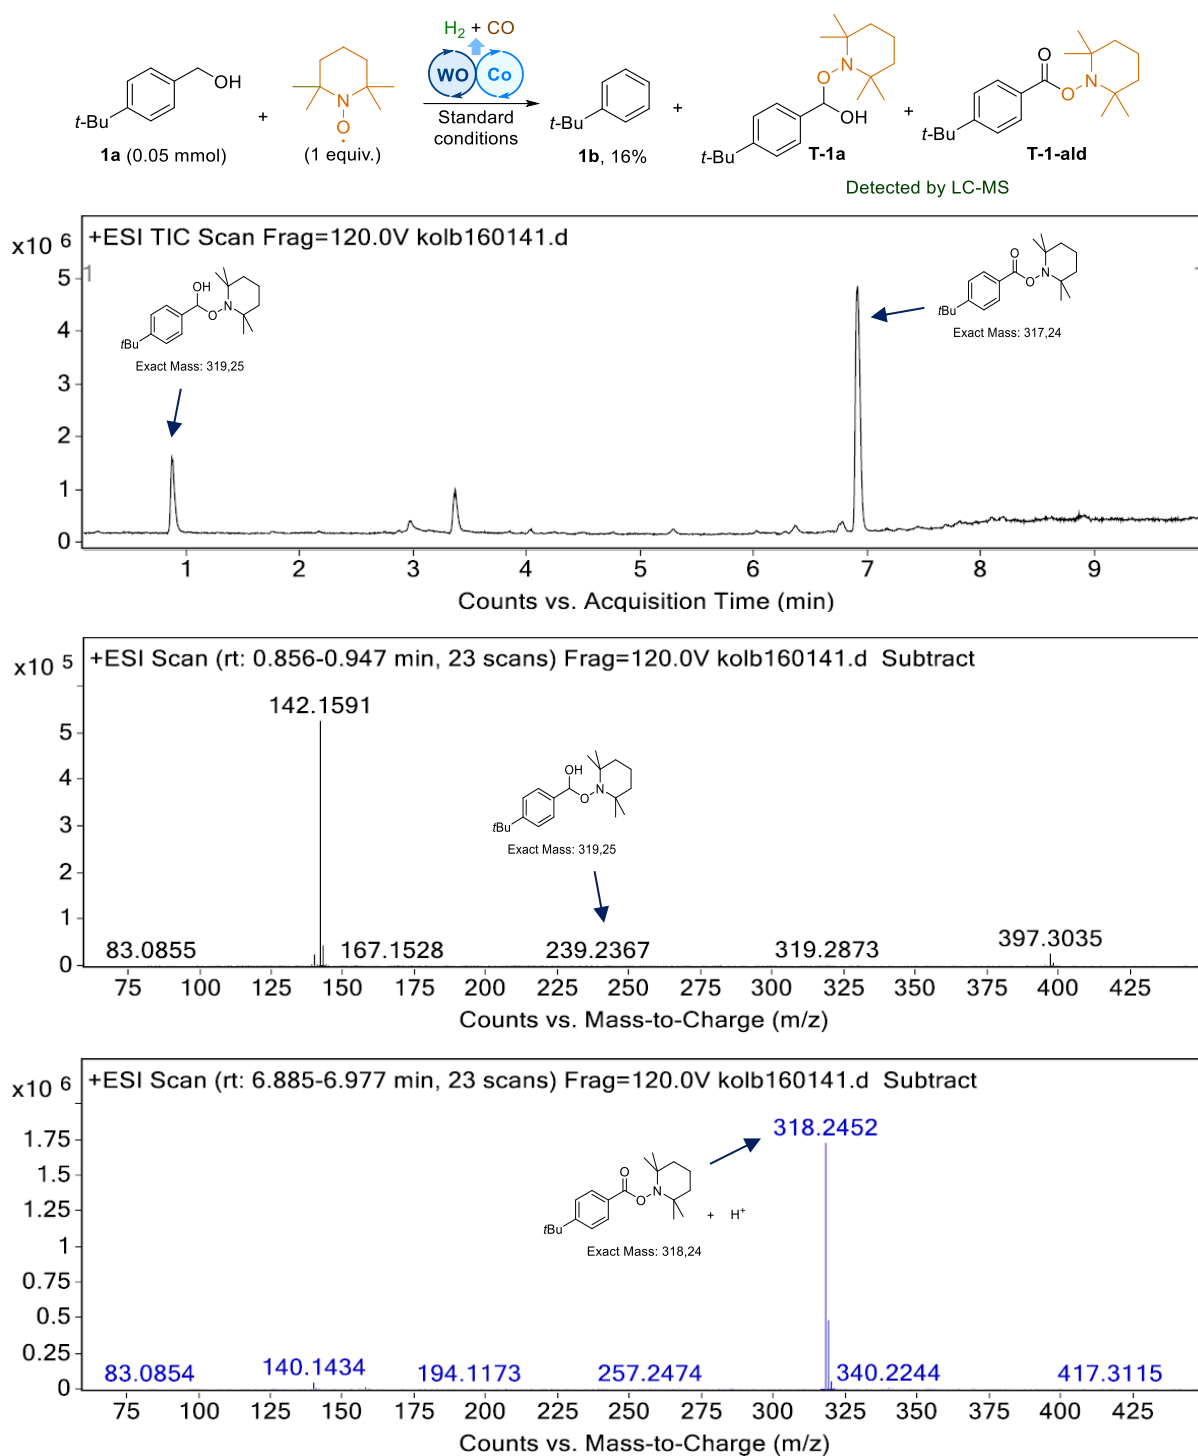 H2 + CO
WO Co
OH
t-Bu
1a (0.05 mmol)
+
N
O
•
(1 equiv.)
Standard
conditions
t-Bu
1b, 16%
+
O N
OH
t-Bu
T-1a
+
O
O N
t-Bu
T-1-ald
Detected by LC-MS
x10 6
+ESI TIC Scan Frag=120.0V kolb160141.d
1
OH
O N
tBu
Exact Mass: 319,25
O
O N
tBu
Exact Mass: 317,24
5
4
3
2
1
0
1 2 3 4 5 6 7 8 9
Counts vs. Acquisition Time (min)
x10 5
+ESI Scan (rt: 0.856-0.947 min, 23 scans) Frag=120.0V kolb160141.d Subtract
142.1591
OH
O N
tBu
Exact Mass: 319,25
83.0855 167.1528 239.2367 319.2873 397.3035
5
4
3
2
1
0
75 100 125 150 175 200 225 250 275 300 325 350 375 400 425
Counts vs. Mass-to-Charge (m/z)
x10 6
+ESI Scan (rt: 6.885-6.977 min, 23 scans) Frag=120.0V kolb160141.d Subtract
318.2452
O
O N
tBu
+ H+
Exact Mass: 318,24
83.0854 140.1434 194.1173 257.2474 340.2244 417.3115
1.75
1.5
1.25
1
0.75
0.5
0.25
0
75 100 125 150 175 200 225 250 275 300 325 350 375 400 425
Counts vs. Mass-to-Charge (m/z)